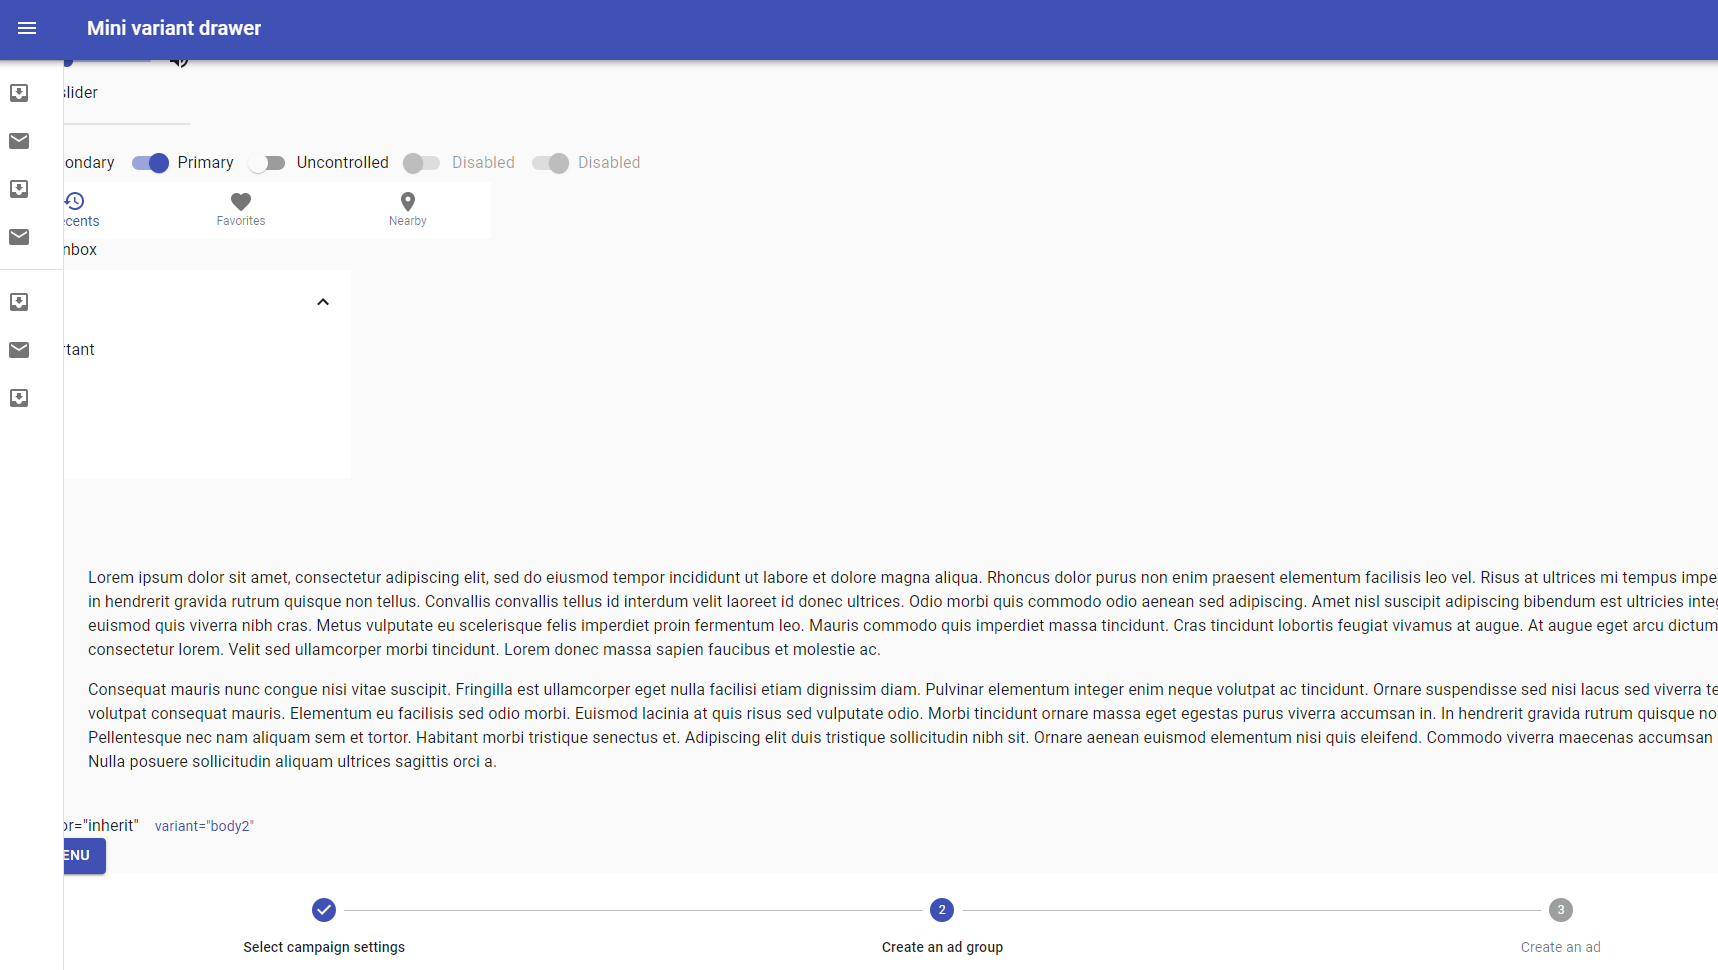 Mini variant drawer
slider
ondary Primary Uncontrolled Disabled Disabled
ecents Favorites Nearby
nbox
rtant
Lorem ipsum dolor sit amet, consectetur adipiscing elit, sed do eiusmod tempor incididunt ut labore et dolore magna aliqua. Rhoncus dolor purus non enim praesent elementum facilisis leo vel. Risus at ultrices mi tempus impe
in hendrerit gravida rutrum quisque non tellus. Convallis convallis tellus id interdum velit laoreet id donec ultrices. Odio morbi quis commodo odio aenean sed adipiscing. Amet nisl suscipit adipiscing bibendum est ultricies integ
euismod quis viverra nibh cras. Metus vulputate eu scelerisque felis imperdiet proin fermentum leo. Mauris commodo quis imperdiet massa tincidunt. Cras tincidunt lobortis feugiat vivamus at augue. At augue eget arcu dictum
consectetur lorem. Velit sed ullamcorper morbi tincidunt. Lorem donec massa sapien faucibus et molestie ac.
Consequat mauris nunc congue nisi vitae suscipit. Fringilla est ullamcorper eget nulla facilisi etiam dignissim diam. Pulvinar elementum integer enim neque volutpat ac tincidunt. Ornare suspendisse sed nisi lacus sed viverra te
volutpat consequat mauris. Elementum eu facilisis sed odio morbi. Euismod lacinia at quis risus sed vulputate odio. Morbi tincidunt ornare massa eget egestas purus viverra accumsan in. In hendrerit gravida rutrum quisque no
Pellentesque nec nam aliquam sem et tortor. Habitant morbi tristique senectus et. Adipiscing elit duis tristique sollicitudin nibh sit. Ornare aenean euismod elementum nisi quis eleifend. Commodo viverra maecenas accumsan
Nulla posuere sollicitudin aliquam ultrices sagittis orci a.
or="inherit" variant="body2"
ENU
2 3
Select campaign settings Create an ad group Create an ad